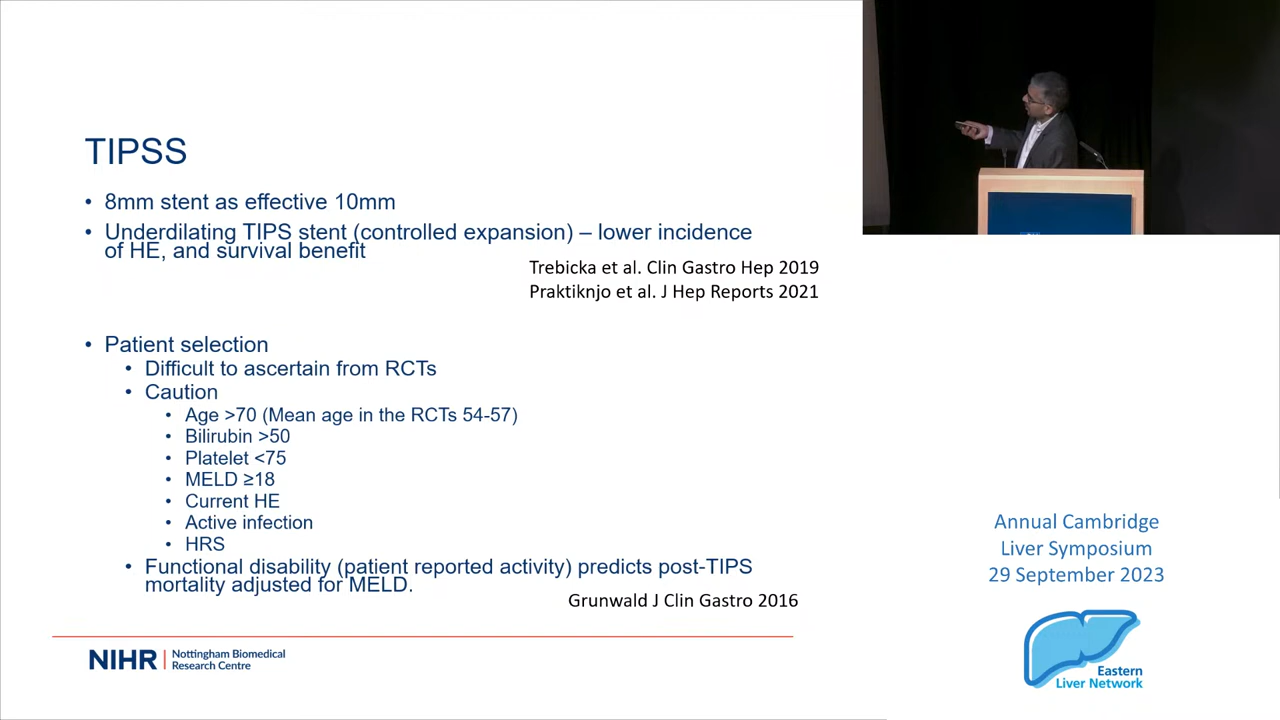 TIPSS
• 8mm stent as effective 10mm
• Underdilating TIPS stent (controlled expansion) – lower incidence
of HE, and survival benefit
Trebicka et al. Clin Gastro Hep 2019
Praktiknjo et al. J Hep Reports 2021
• Patient selection
• Difficult to ascertain from RCTs
• Caution
• Age >70 (Mean age in the RCTs 54-57)
• Bilirubin >50
• Platelet <75
• MELD ≥18
• Current HE
• Active infection
• HRS
• Functional disability (patient reported activity) predicts post-TIPS
mortality adjusted for MELD.
Grunwald J Clin Gastro 2016
NIHR | Nottingham Biomedical
Research Centre
Annual Cambridge
Liver Symposium
29 September 2023
Eastern
Liver Network